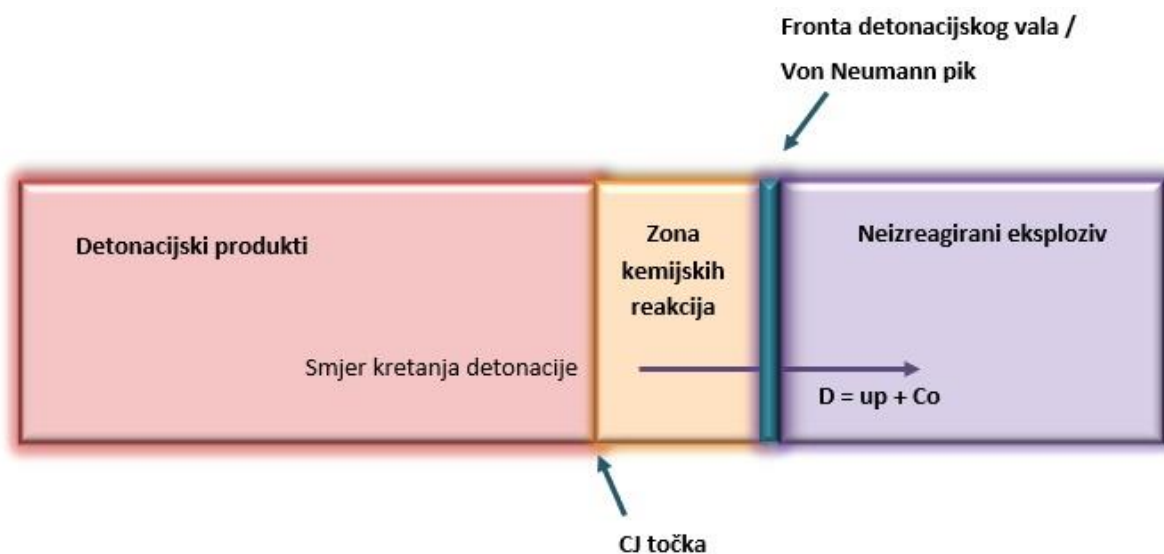 Fronta detonacijskog vala /
Von Neumann pik
Detonacijski produkti
Zona
kemijskih
reakcija
Neizreagirani eksploziv
Smjer kretanja detonacije
D = up + Co
CJ točka